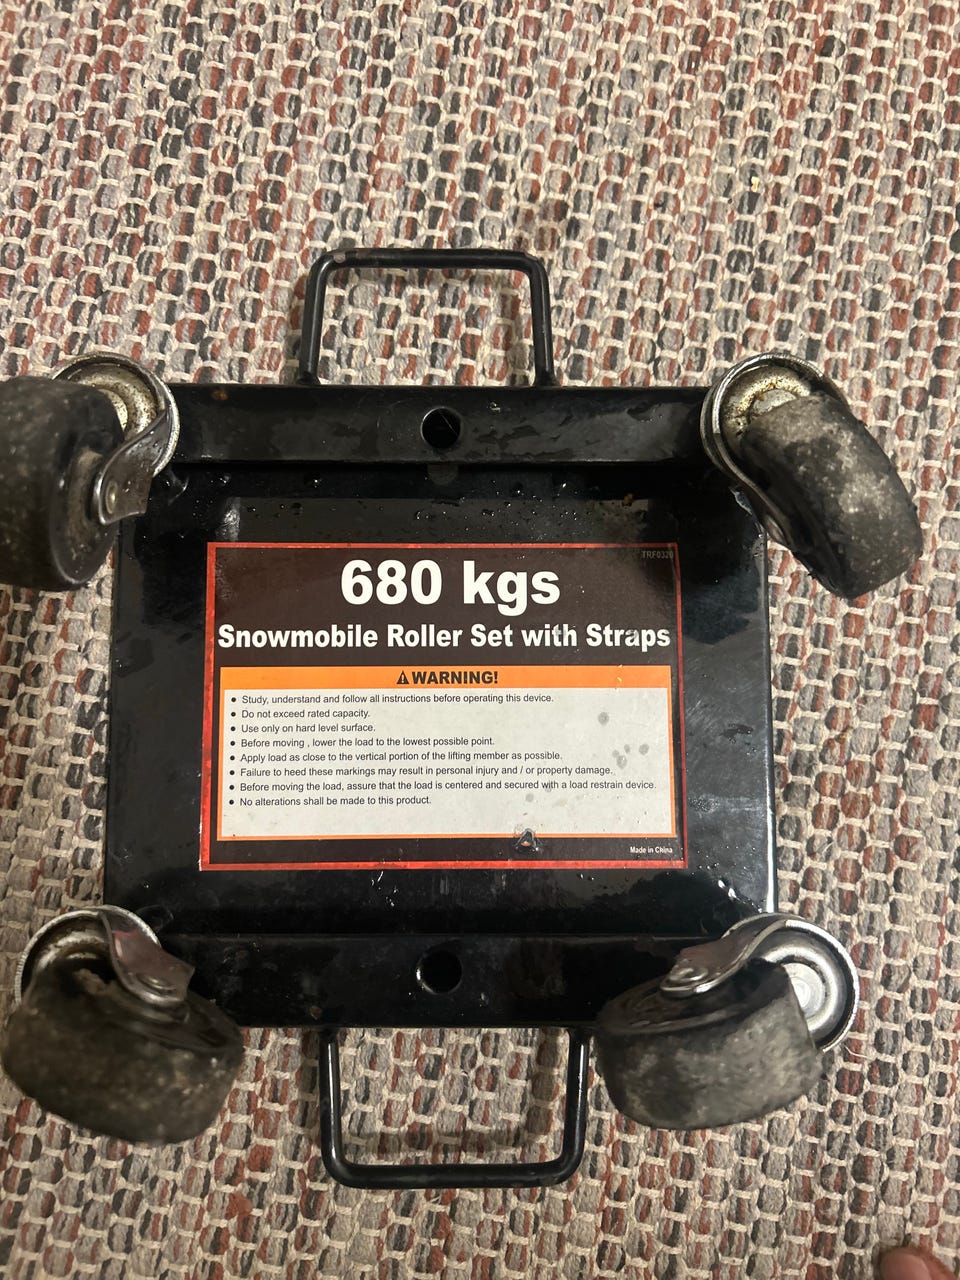 TRF0320
680 kgs
Snowmobile Roller Set with Straps
⚠WARNING!
• Study, understand and follow all instructions before operating this device.
• Do not exceed rated capacity.
• Use only on hard level surface.
• Before moving , lower the load to the lowest possible point.
• Apply load as close to the vertical portion of the lifting member as possible.
• Failure to heed these markings may result in personal injury and / or property damage.
• Before moving the load, assure that the load is centered and secured with a load restrain device.
• No alterations shall be made to this product.
Made in China